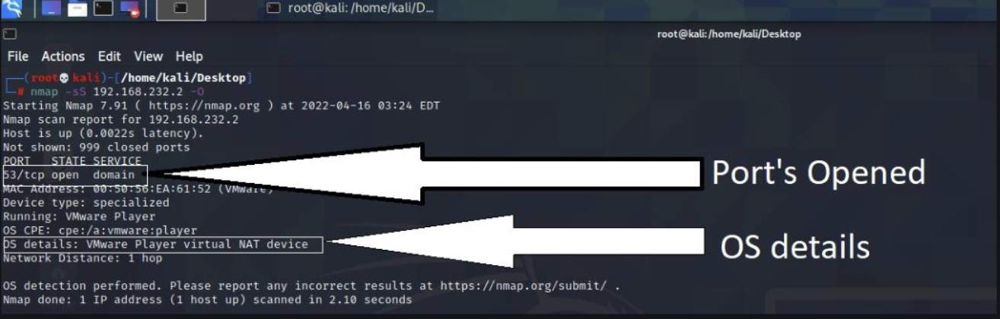 root@kali: /home/kali/D...
root@kali: /home/kali/Desktop
File Actions Edit View Help
(root💀kali)-[/home/kali/Desktop]
# nmap -sS 192.168.232.2 -O
Starting Nmap 7.91 ( https://nmap.org ) at 2022-04-16 03:24 EDT
Nmap scan report for 192.168.232.2
Host is up (0.0022s latency).
Not shown: 999 closed ports
PORT STATE SERVICE
53/tcp open domain
Port's Opened
MAC Address: 00:50:56:EA:61:52 (VMware)
Device type: specialized
Running: VMware Player
OS CPE: cpe:/a:vmware:player
OS details: VMware Player virtual NAT device
OS details
Network Distance: 1 hop
OS detection performed. Please report any incorrect results at https://nmap.org/submit/ .
Nmap done: 1 IP address (1 host up) scanned in 2.10 seconds